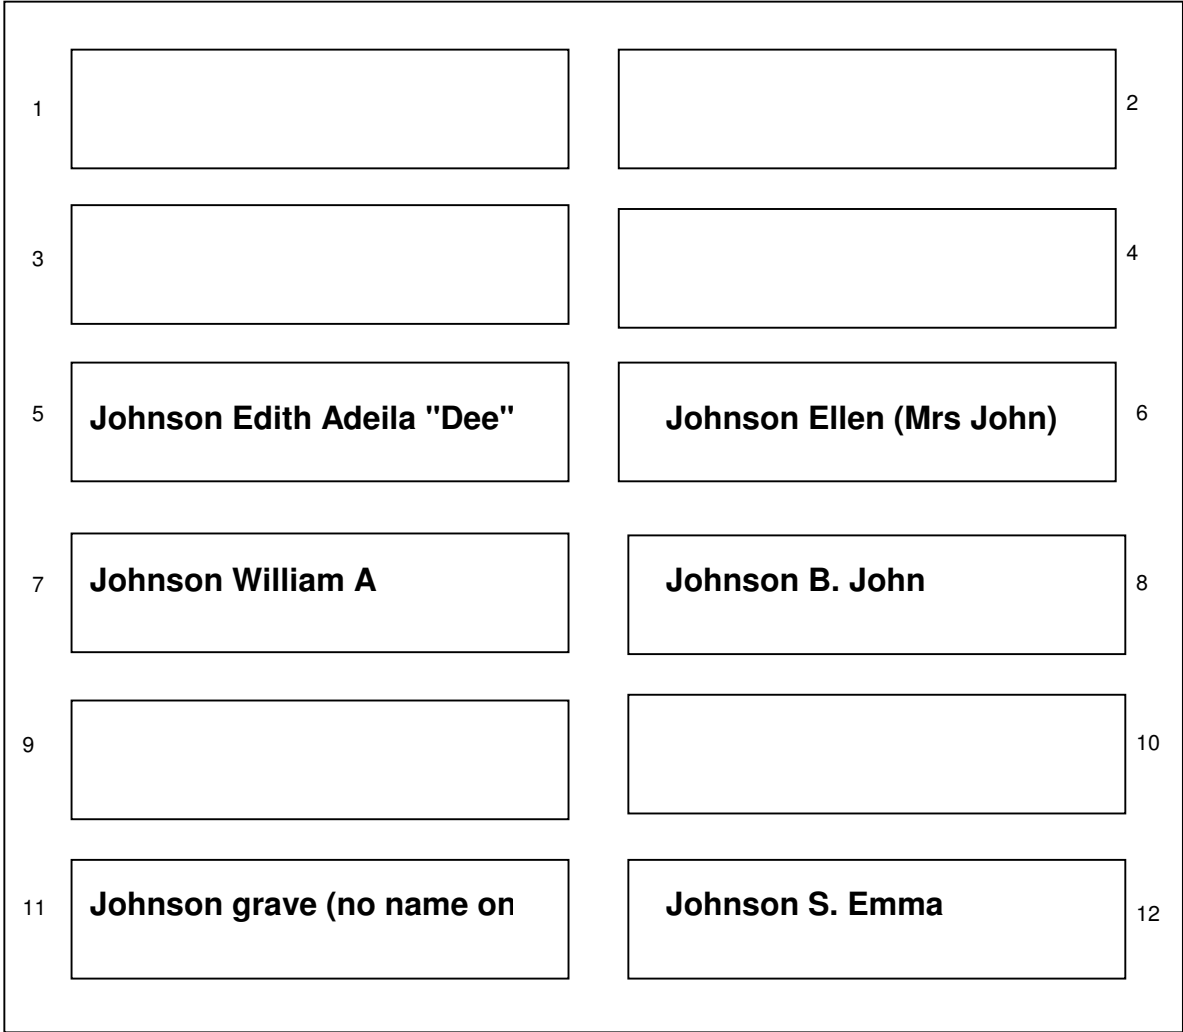 1
2
3
4
5 Johnson Edith Adeila "Dee"
Johnson Ellen (Mrs John) 6
7 Johnson William A
Johnson B. John 8
9
10
11 Johnson grave (no name on
Johnson S. Emma 12